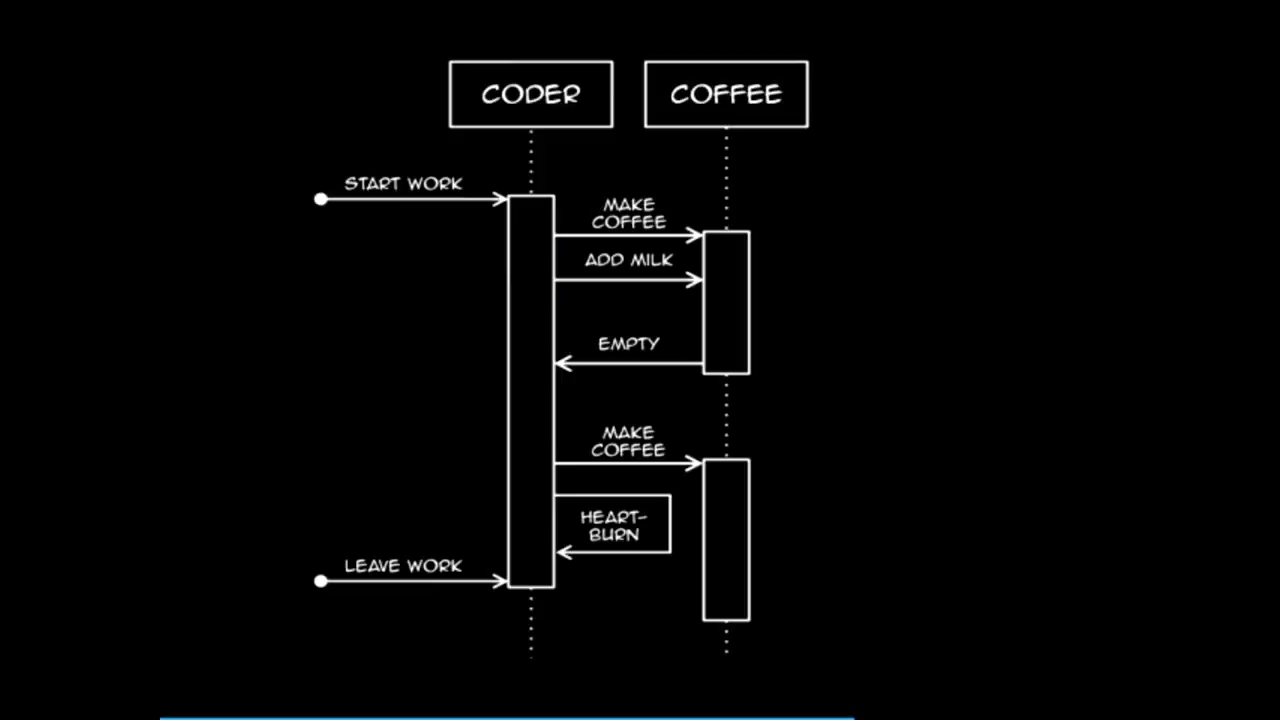 CODER
COFFEE
START WORK
MAKE
COFFEE
ADD MILK
EMPTY
MAKE
COFFEE
HEART-
BURN
LEAVE WORK